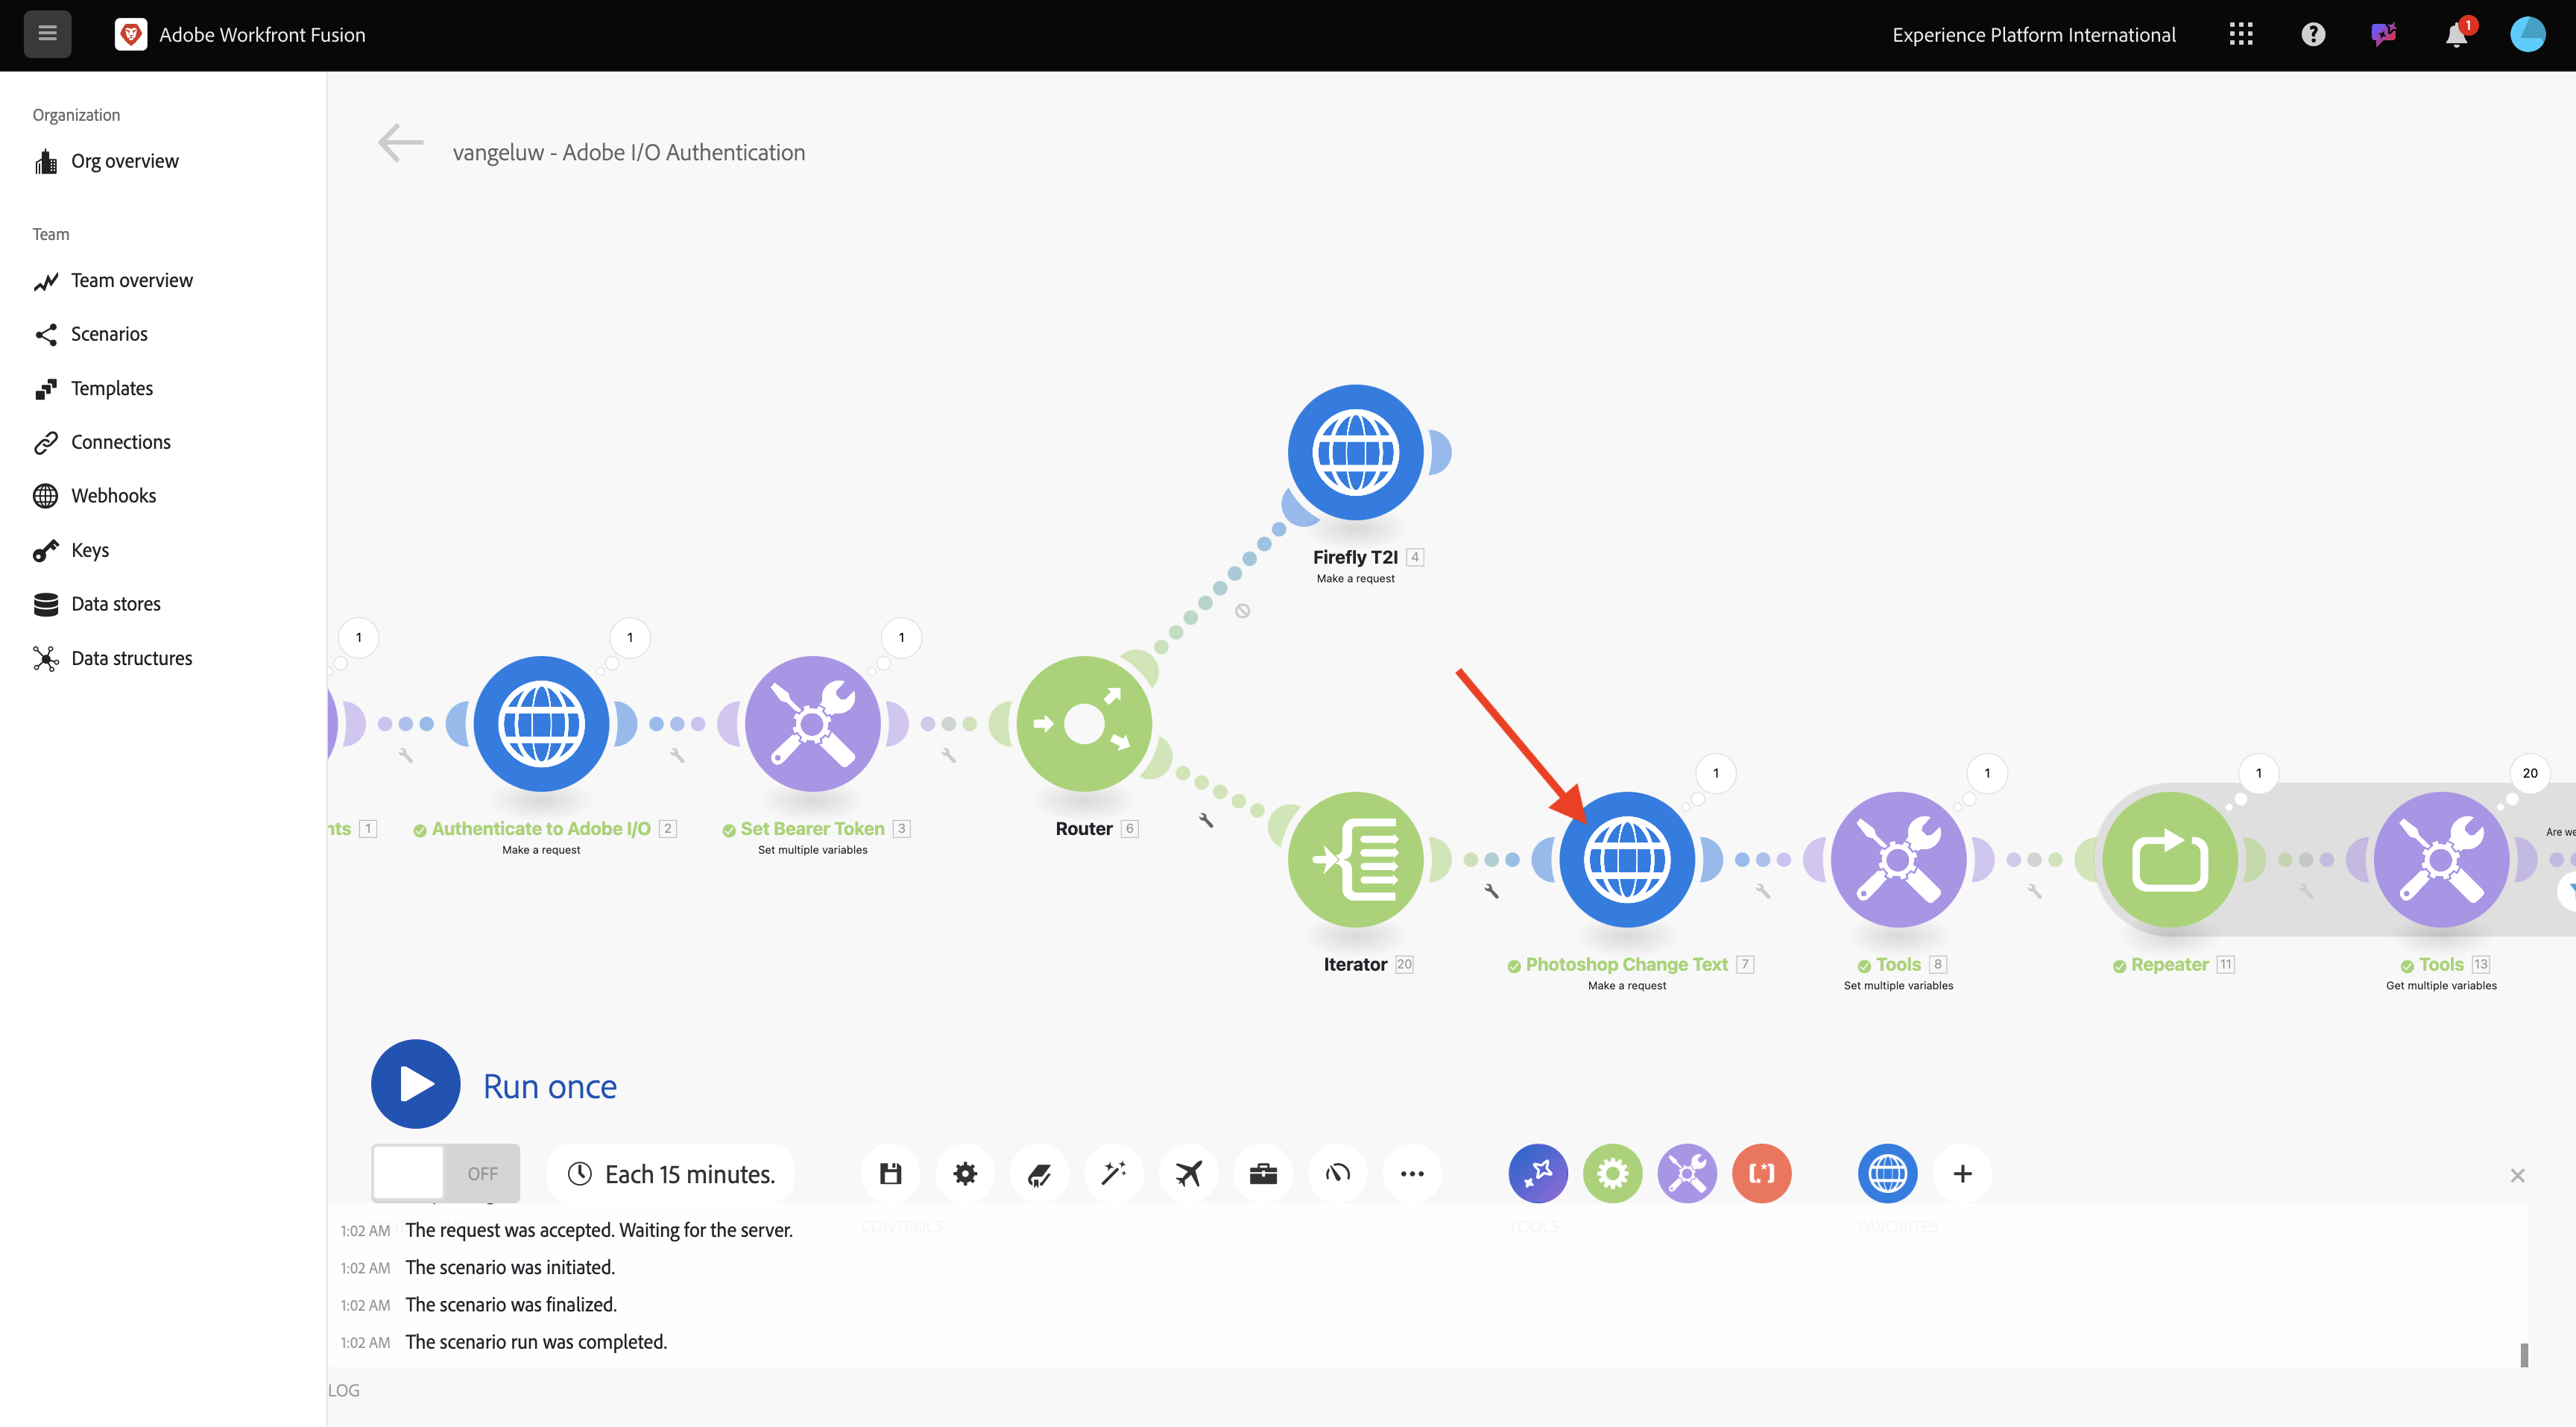 Adobe Workfront Fusion
Experience Platform International
1
Organization
Org overview
Team
Team overview
Scenarios
Templates
Connections
Webhooks
Keys
Data stores
Data structures
vangeluw - Adobe I/O Authentication
Firefly T2I 4
Make a request
1
1
1
nts 1
Authenticate to Adobe I/O 2
Make a request
Set Bearer Token 3
Set multiple variables
Router 6
1
1
1
20
Are we
Iterator 20
Photoshop Change Text 7
Make a request
Tools 8
Set multiple variables
Repeater 11
Tools 13
Get multiple variables
Run once
OFF
Each 15 minutes.
CONTROLS
TOOLS
FAVORITES
1:02 AM The request was accepted. Waiting for the server.
1:02 AM The scenario was initiated.
1:02 AM The scenario was finalized.
1:02 AM The scenario run was completed.
LOG